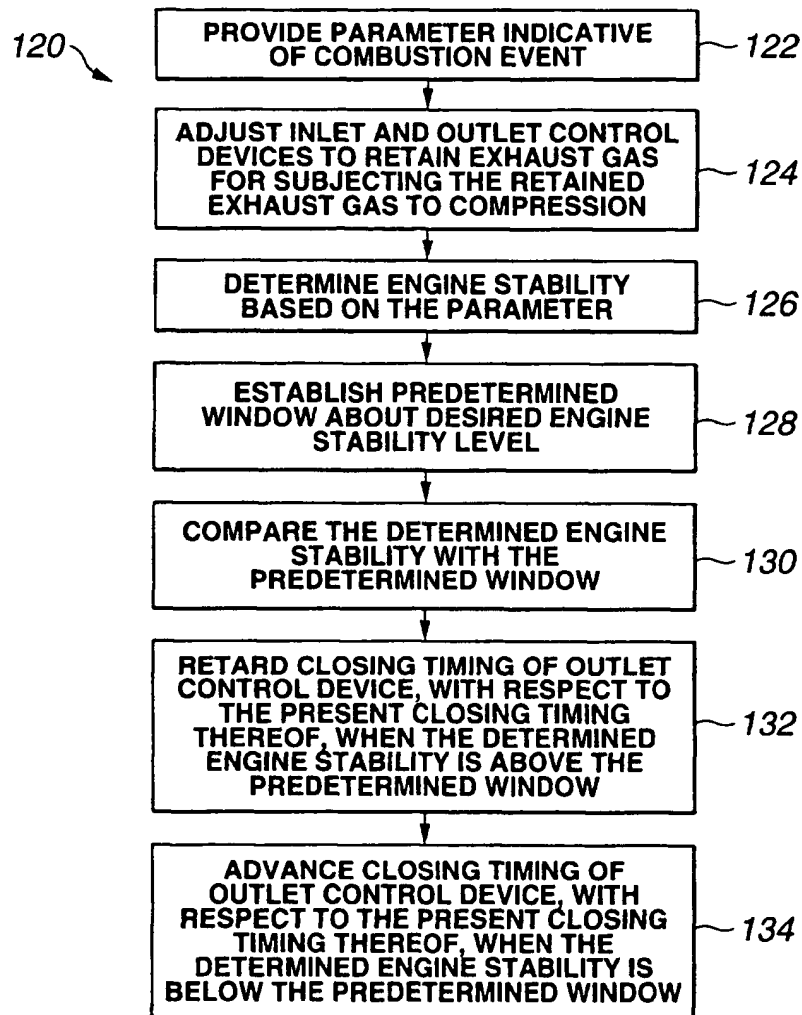 120
PROVIDE PARAMETER INDICATIVE
OF COMBUSTION EVENT
122
ADJUST INLET AND OUTLET CONTROL
DEVICES TO RETAIN EXHAUST GAS
FOR SUBJECTING THE RETAINED
EXHAUST GAS TO COMPRESSION
124
DETERMINE ENGINE STABILITY
BASED ON THE PARAMETER
126
ESTABLISH PREDETERMINED
WINDOW ABOUT DESIRED ENGINE
STABILITY LEVEL
128
COMPARE THE DETERMINED ENGINE
STABILITY WITH THE
PREDETERMINED WINDOW
130
RETARD CLOSING TIMING OF OUTLET
CONTROL DEVICE, WITH RESPECT TO
THE PRESENT CLOSING TIMING
THEREOF, WHEN THE DETERMINED
ENGINE STABILITY IS ABOVE THE
PREDETERMINED WINDOW
132
ADVANCE CLOSING TIMING OF
OUTLET CONTROL DEVICE, WITH
RESPECT TO THE PRESENT CLOSING
TIMING THEREOF, WHEN THE
DETERMINED ENGINE STABILITY IS
BELOW THE PREDETERMINED WINDOW
134